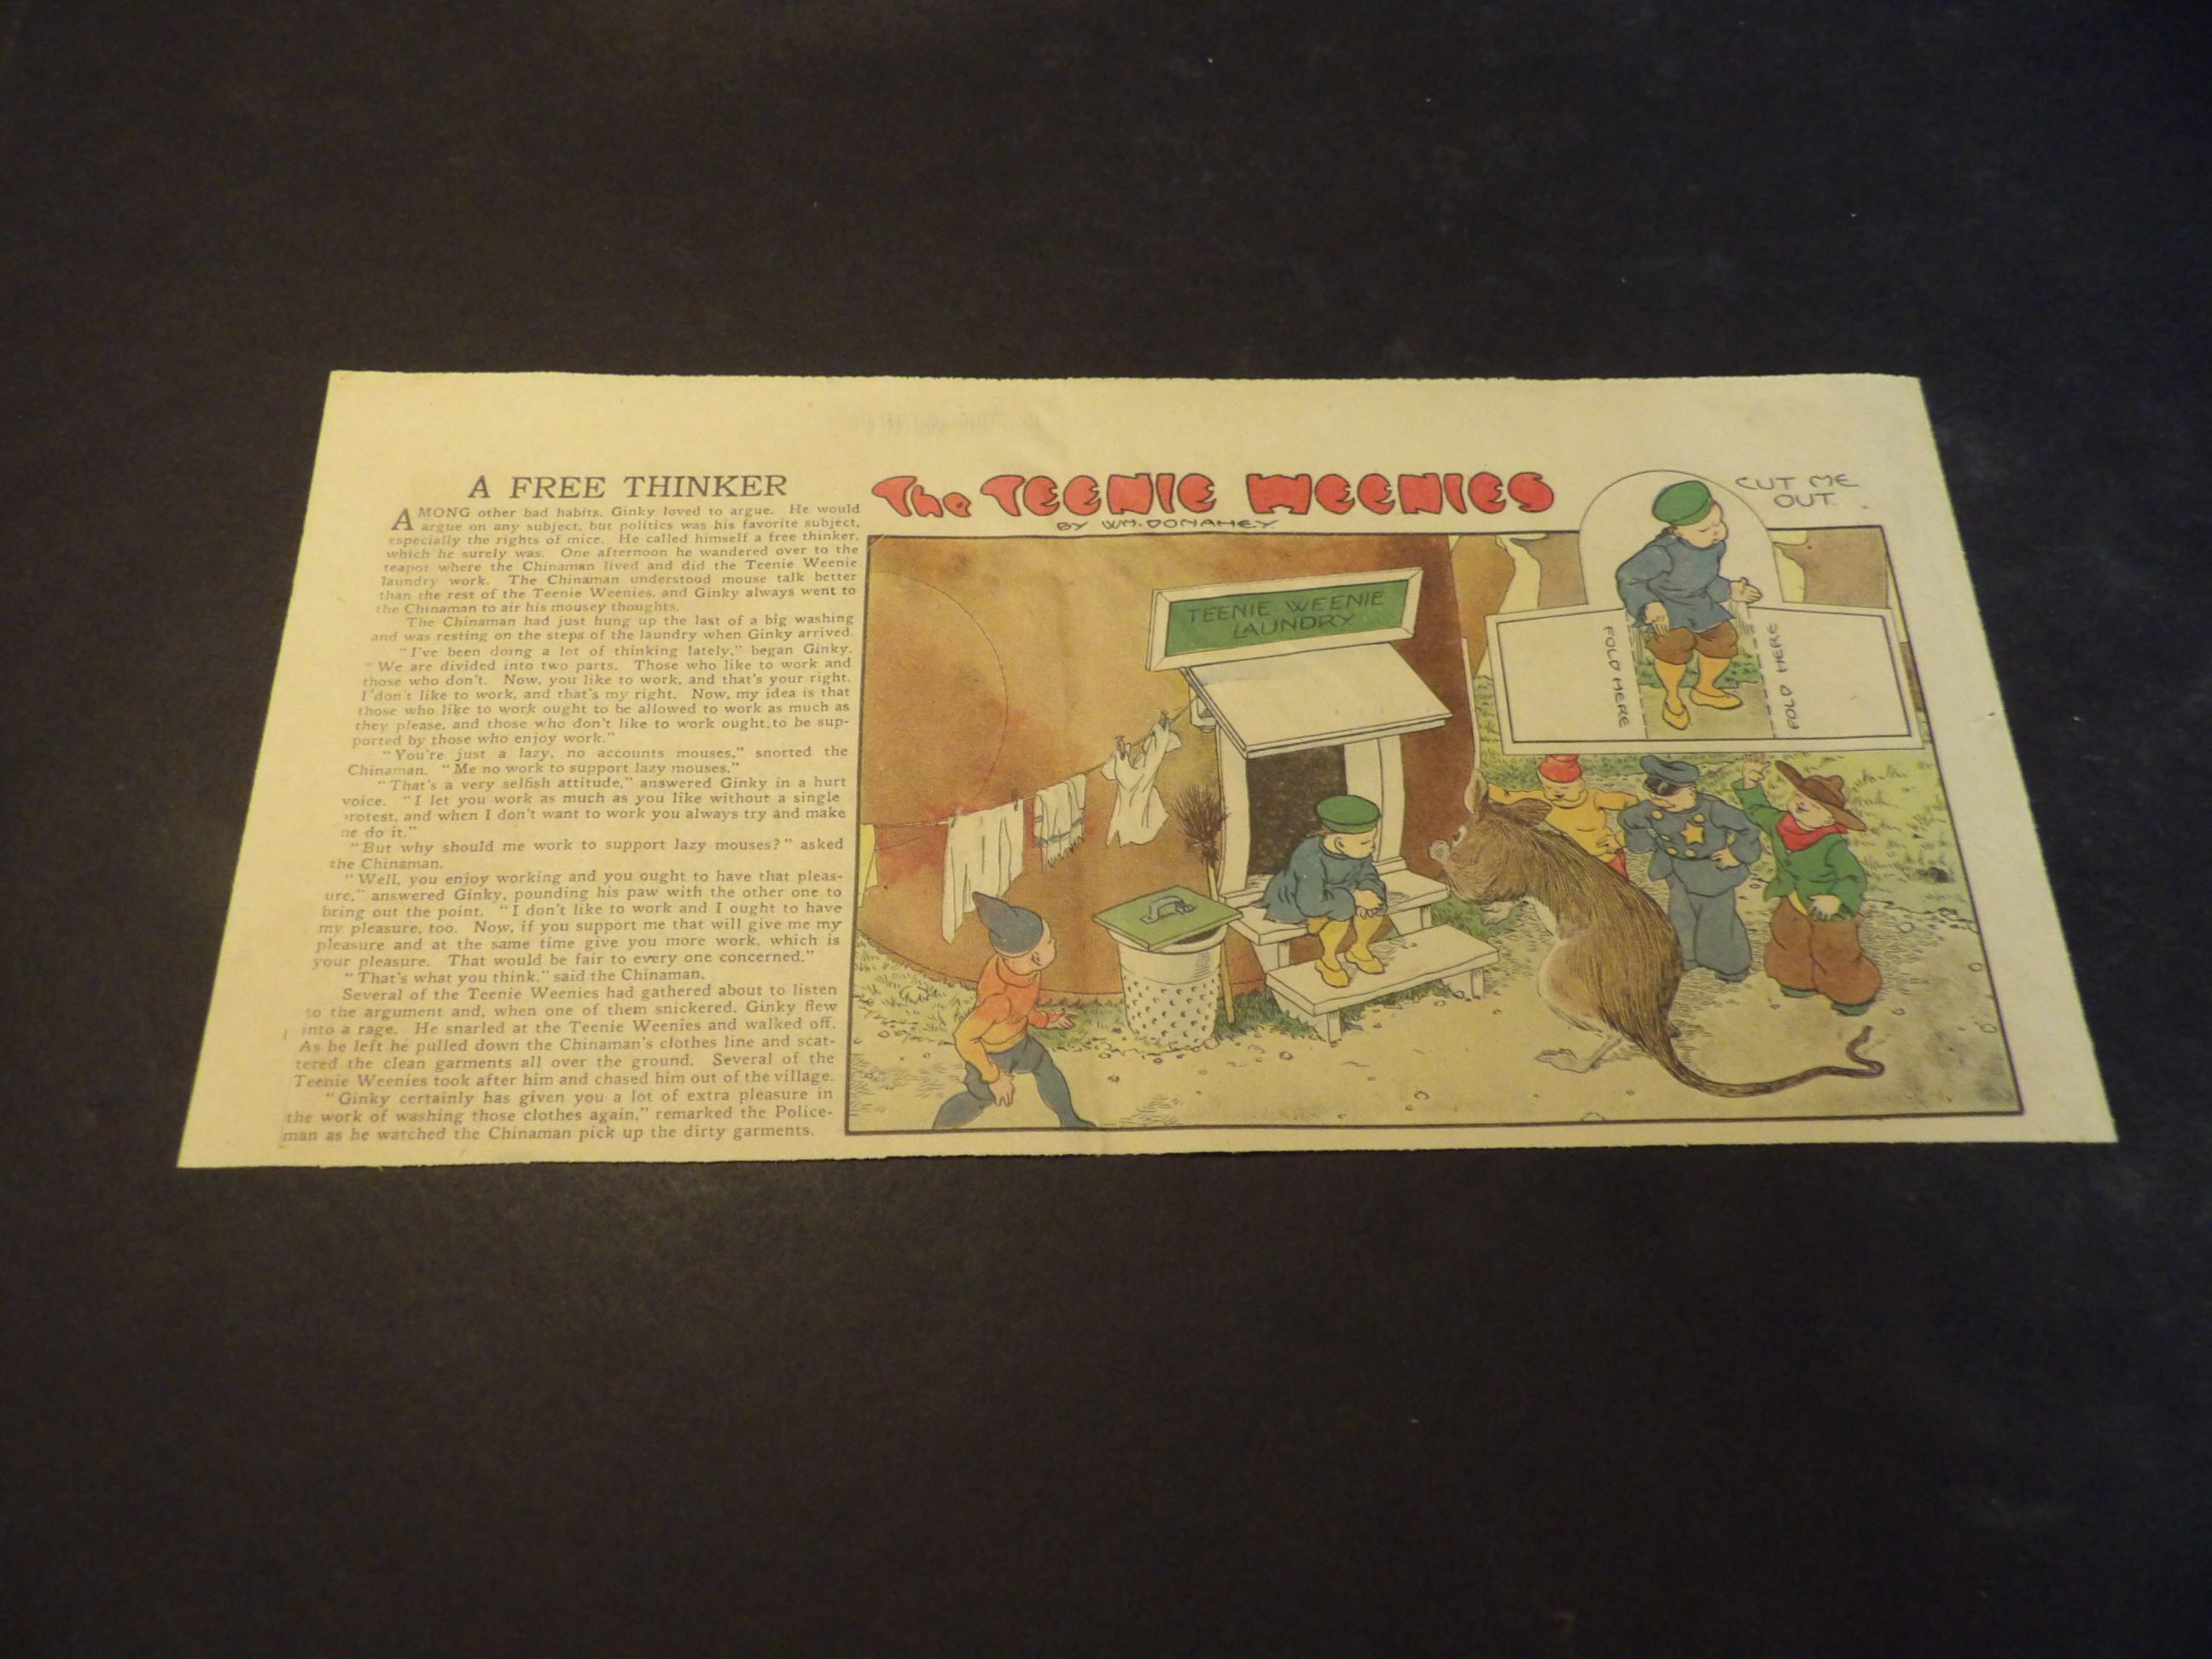 A FREE THINKER
AMONG other bad habits, Ginky loved to argue. He would
argue on any subject, but politics was his favorite subject,
especially the rights of mice. He called himself a free thinker,
which he surely was. One afternoon he wandered over to the
teapot where the Chinaman lived and did the Teenie Weenie
laundry work. The Chinaman understood mouse talk better
than the rest of the Teenie Weenies, and Ginky always went to
the Chinaman to air his mousey thoughts.
The Chinaman had just hung up the last of a big washing
and was resting on the steps of the laundry when Ginky arrived.
"I've been doing a lot of thinking lately," began Ginky.
"We are divided into two parts. Those who like to work and
those who don't. Now, you like to work, and that's your right.
I don't like to work, and that's my right. Now, my idea is that
those who like to work ought to be allowed to work as much as
they please, and those who don't like to work ought to be sup-
ported by those who enjoy work."
"You're just a lazy, no accounts mouses," snorted the
Chinaman. "Me no work to support lazy mouses."
"That's a very selfish attitude," answered Ginky in a hurt
voice. "I let you work as much as you like without a single
rotest, and when I don't want to work you always try and make
ne do it."
"But why should me work to support lazy mouses?" asked
the Chinaman.
"Well, you enjoy working and you ought to have that pleas-
ure," answered Ginky, pounding his paw with the other one to
bring out the point. "I don't like to work and I ought to have
my pleasure, too. Now, if you support me that will give me my
pleasure and at the same time give you more work, which is
your pleasure. That would be fair to every one concerned."
"That's what you think," said the Chinaman.
Several of the Teenie Weenies had gathered about to listen
to the argument and, when one of them snickered, Ginky flew
into a rage. He snarled at the Teenie Weenies and walked off.
As he left he pulled down the Chinaman's clothes line and scat-
tered the clean garments all over the ground. Several of the
Teenie Weenies took after him and chased him out of the village.
"Ginky certainly has given you a lot of extra pleasure in
the work of washing those clothes again," remarked the Police-
man as he watched the Chinaman pick up the dirty garments.
The TEENIE WEENIES
BY WM. DONAHEY
CUT ME
OUT.
TEENIE WEENIE
LAUNDRY
FOLD HERE
FOLD HERE